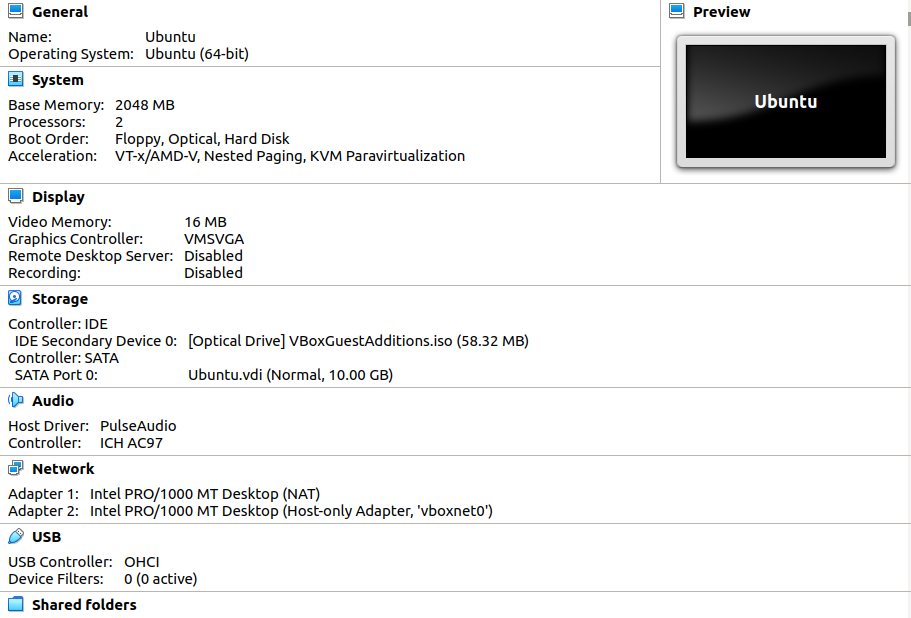 General
Name: Ubuntu
Operating System: Ubuntu (64-bit)
Preview
Ubuntu
System
Base Memory: 2048 MB
Processors: 2
Boot Order: Floppy, Optical, Hard Disk
Acceleration: VT-x/AMD-V, Nested Paging, KVM Paravirtualization
Display
Video Memory: 16 MB
Graphics Controller: VMSVGA
Remote Desktop Server: Disabled
Recording: Disabled
Storage
Controller: IDE
IDE Secondary Device 0: [Optical Drive] VBoxGuestAdditions.iso (58.32 MB)
Controller: SATA
SATA Port 0: Ubuntu.vdi (Normal, 10.00 GB)
Audio
Host Driver: PulseAudio
Controller: ICH AC97
Network
Adapter 1: Intel PRO/1000 MT Desktop (NAT)
Adapter 2: Intel PRO/1000 MT Desktop (Host-only Adapter, 'vboxnet0')
USB
USB Controller: OHCI
Device Filters: 0 (0 active)
Shared folders